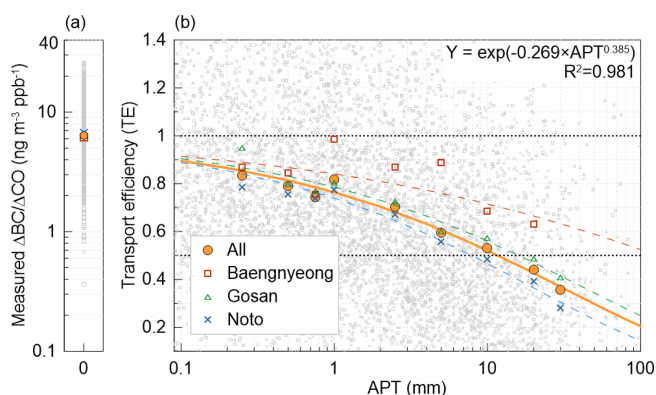 (a)
(b)
Measured ΔBC/ΔCO (ng m⁻³ ppb⁻¹)
40
10
1
0.1
0
Transport efficiency (TE)
1.4
1.2
1.0
0.8
0.6
0.4
0.2
Y = exp(-0.269×APT^0.385)
R²=0.981
All
Baengnyeong
Gosan
Noto
0.1
1
10
100
APT (mm)